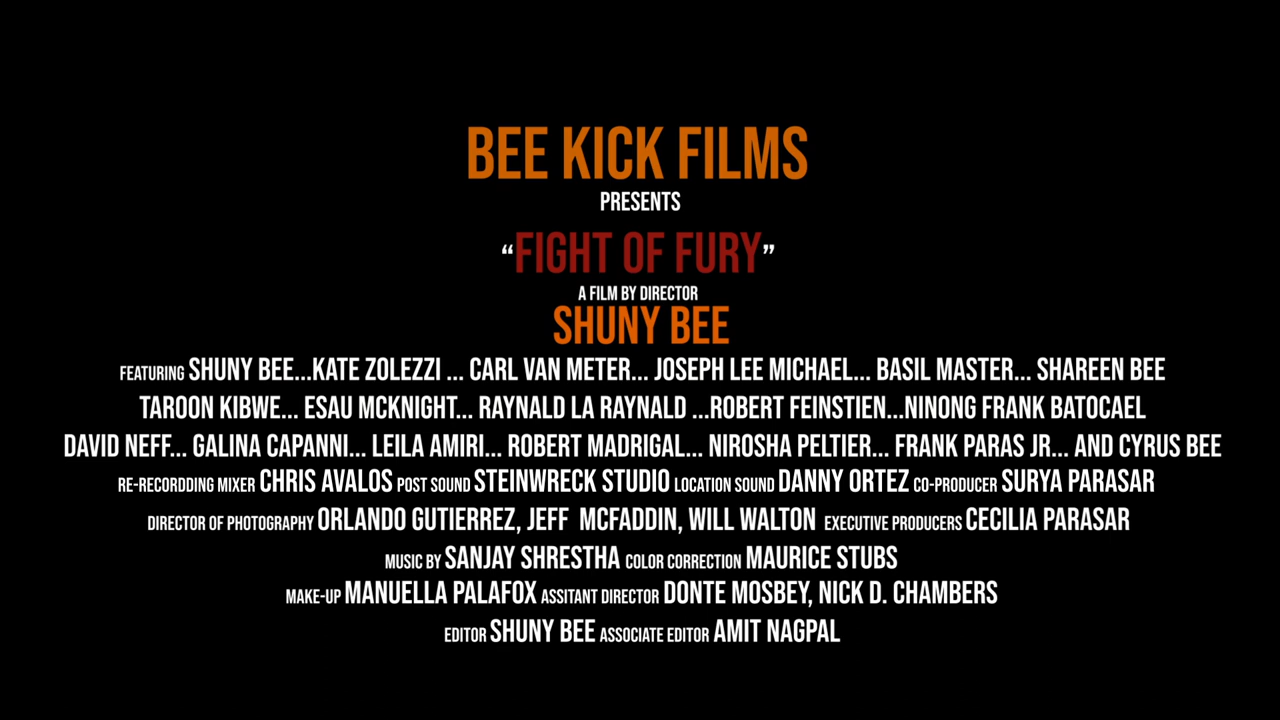 BEE KICK FILMS
PRESENTS
“FIGHT OF FURY”
A FILM BY DIRECTOR
SHUNY BEE
FEATURING SHUNY BEE...KATE ZOLEZZI ... CARL VAN METER... JOSEPH LEE MICHAEL... BASIL MASTER... SHAREEN BEE
TAROON KIBWE... ESAU MCKNIGHT... RAYNALD LA RAYNALD ...ROBERT FEINSTIEN...NINONG FRANK BATOCAEL
DAVID NEFF... GALINA CAPANNI... LEILA AMIRI... ROBERT MADRIGAL... NIROSHA PELTIER... FRANK PARAS JR... AND CYRUS BEE
RE-RECORDDING MIXER CHRIS AVALOS POST SOUND STEINWRECK STUDIO LOCATION SOUND DANNY ORTEZ CO-PRODUCER SURYA PARASAR
DIRECTOR OF PHOTOGRAPHY ORLANDO GUTIERREZ, JEFF  MCFADDIN, WILL WALTON  EXECUTIVE PRODUCERS CECILIA PARASAR
MUSIC BY SANJAY SHRESTHA COLOR CORRECTION MAURICE STUBS
MAKE-UP MANUELLA PALAFOX ASSITANT DIRECTOR DONTE MOSBEY, NICK D. CHAMBERS
EDITOR SHUNY BEE ASSOCIATE EDITOR AMIT NAGPAL